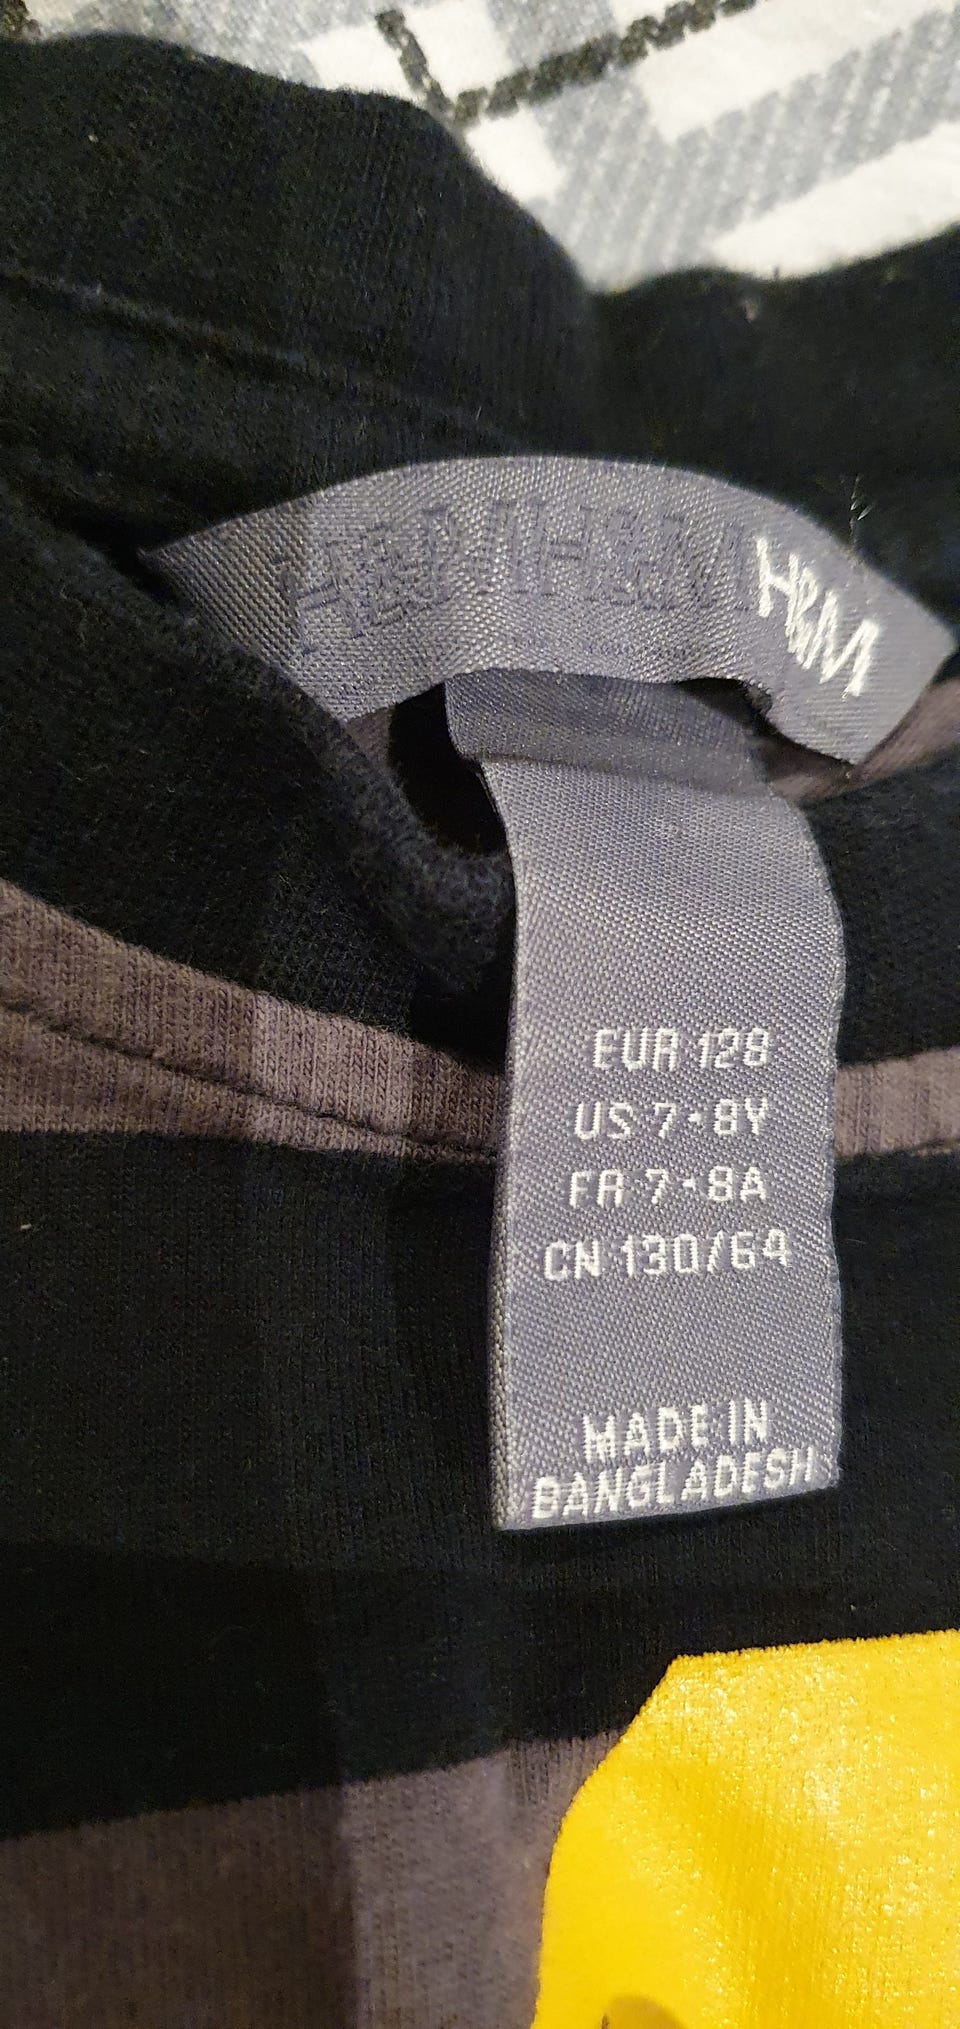 H&M
EUR 128
US 7-8Y
FR 7-8A
CN 130/64
MADE IN
BANGLADESH